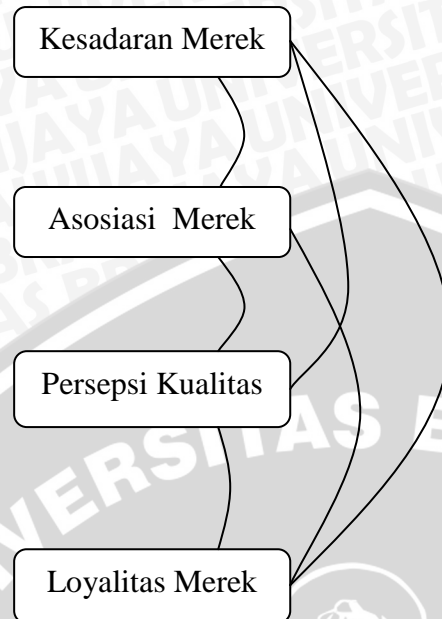 Kesadaran Merek
Asosiasi Merek
Persepsi Kualitas
Loyalitas Merek